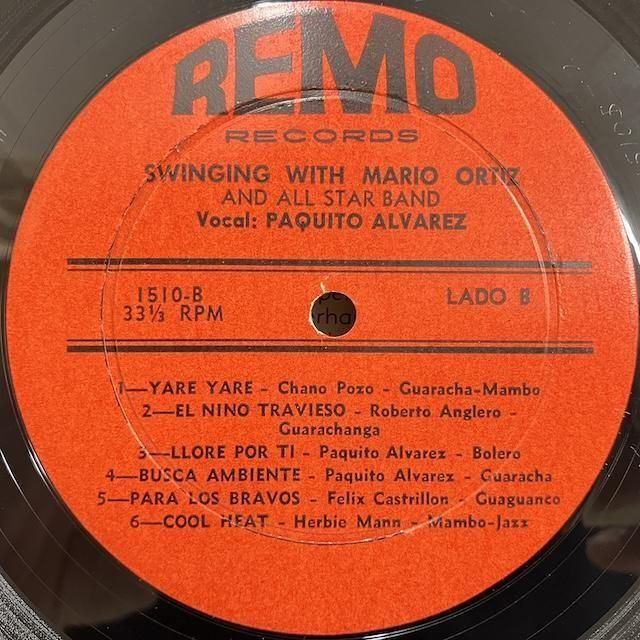 REMO
RECORDS
SWINGING WITH MARIO ORTIZ
AND ALL STAR BAND
Vocal: PAQUITO ALVAREZ
1510-B
33⅓ RPM
LADO B
1—YARE YARE - Chano Pozo - Guaracha-Mambo
2—EL NINO TRAVIESO - Roberto Anglero -
Guarachanga
3—LLORE POR TI - Paquito Alvarez - Bolero
4—BUSCA AMBIENTE - Paquito Alvarez - Guaracha
5—PARA LOS BRAVOS - Felix Castrillon - Guaguanco
6—COOL HEAT - Herbie Mann - Mambo-Jazz